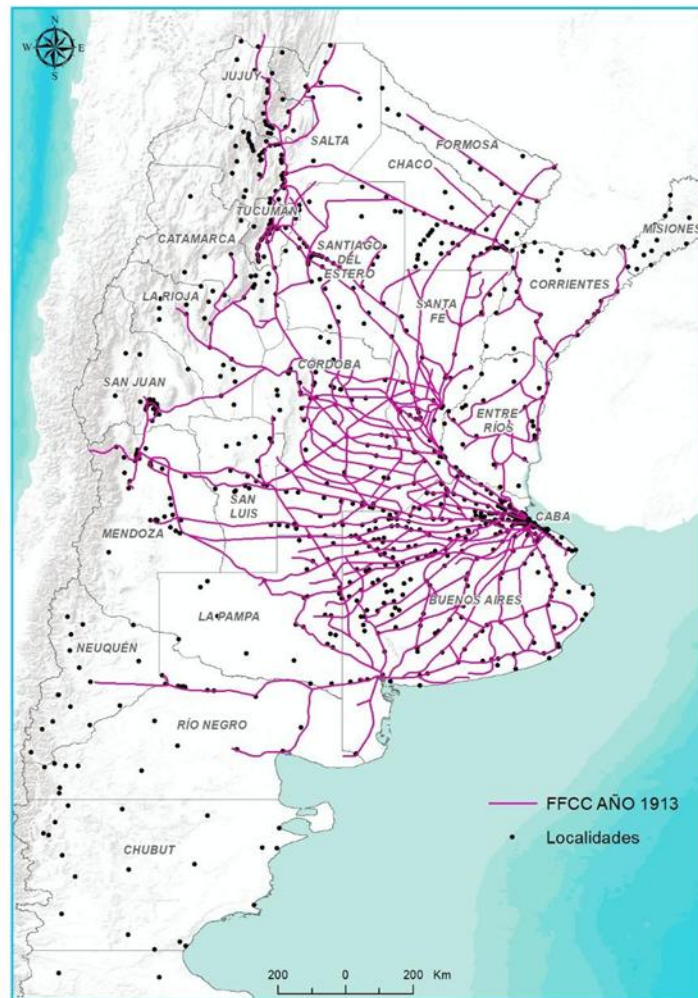 N
W E
S
JUJUY
SALTA
FORMOSA
CHACO
TUCUMÁN
MISIONES
CATAMARCA
SANTIAGO
DEL
ESTERO
CORRIENTES
LA RIOJA
SANTA
FÉ
CÓRDOBA
SAN JUAN
ENTRE
RÍOS
SAN
LUIS
CABA
MENDOZA
BUENOS AIRES
LA PAMPA
NEUQUÉN
RÍO NEGRO
FFCC AÑO 1913
Localidades
CHUBUT
200 0 200 Km